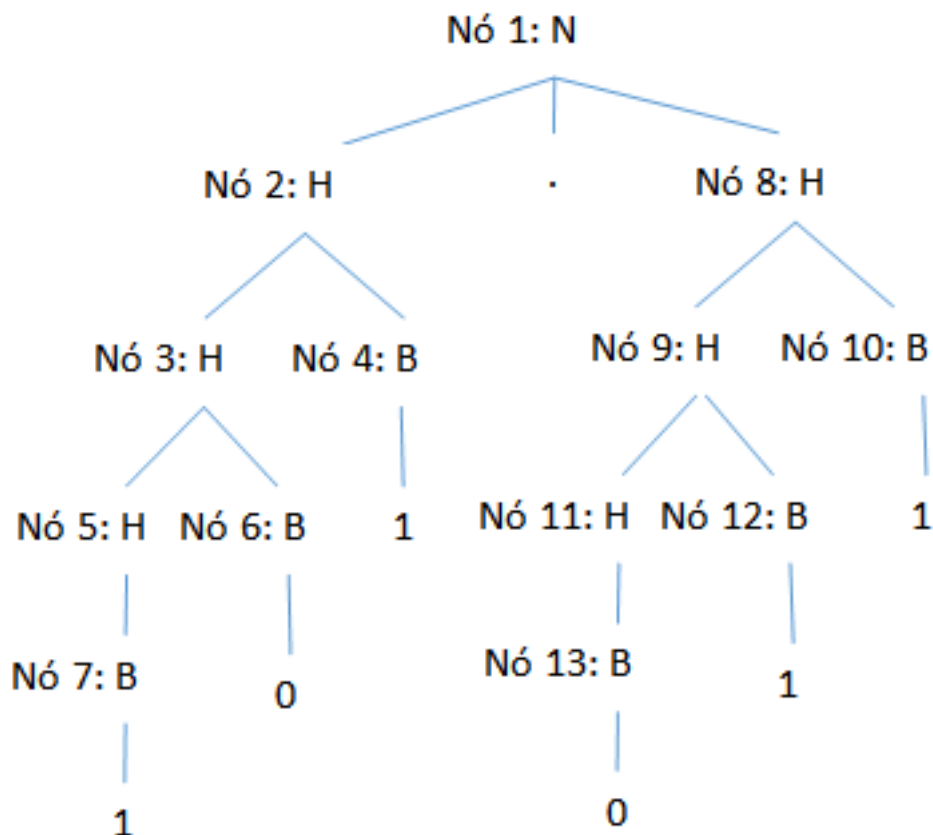 Nó 1: N
Nó 2: H . Nó 8: H
Nó 3: H Nó 4: B Nó 9: H Nó 10: B
Nó 5: H Nó 6: B 1 Nó 11: H Nó 12: B 1
Nó 7: B 0 Nó 13: B 1
1 0